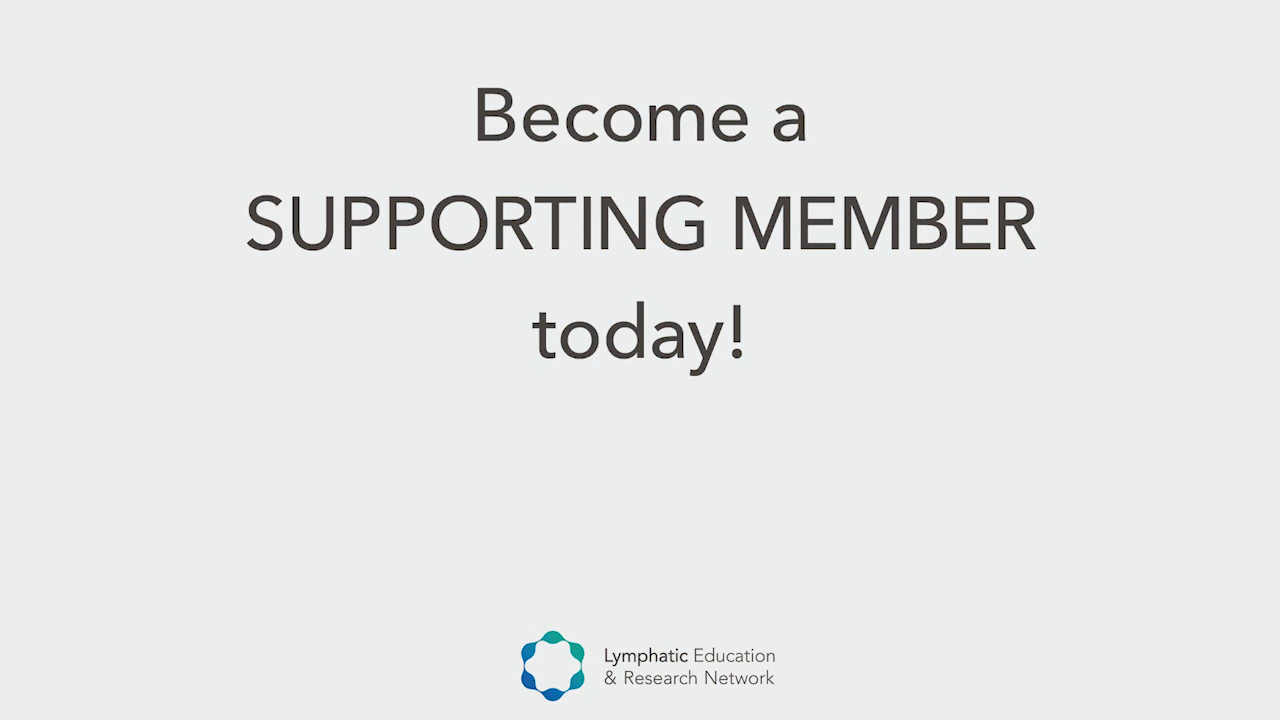 Become a
SUPPORTING MEMBER
today!
Lymphatic Education
& Research Network